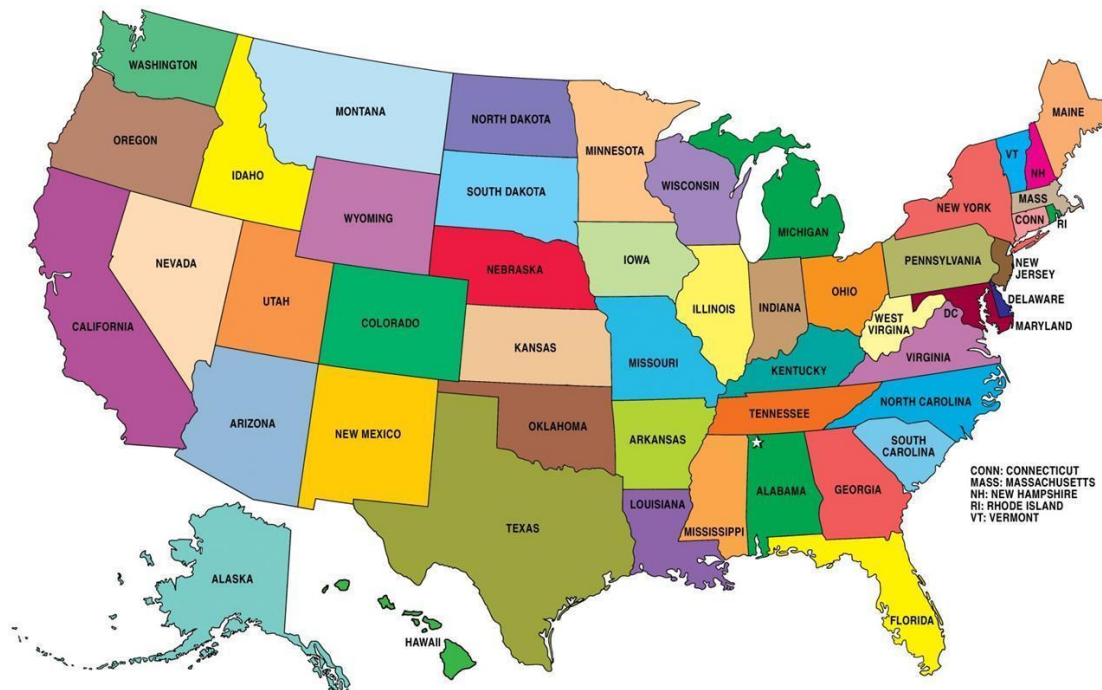 WASHINGTON
OREGON
IDAHO
MONTANA
NORTH DAKOTA
MINNESOTA
SOUTH DAKOTA
WISCONSIN
MICHIGAN
WYOMING
NEVADA
UTAH
CALIFORNIA
COLORADO
NEBRASKA
IOWA
ILLINOIS
INDIANA
OHIO
PENNSYLVANIA
NEW YORK
VT
NH
MAINE
MASS
CONN
RI
NEW
JERSEY
DELAWARE
MARYLAND
DC
WEST
VIRGINA
VIRGINIA
KANSAS
MISSOURI
KENTUCKY
TENNESSEE
NORTH CAROLINA
SOUTH
CAROLINA
ARIZONA
NEW MEXICO
OKLAHOMA
ARKANSAS
TEXAS
LOUISIANA
MISSISSIPPI
ALABAMA
GEORGIA
FLORIDA
ALASKA
HAWAII
CONN: CONNECTICUT
MASS: MASSACHUSETTS
NH: NEW HAMPSHIRE
RI: RHODE ISLAND
VT: VERMONT